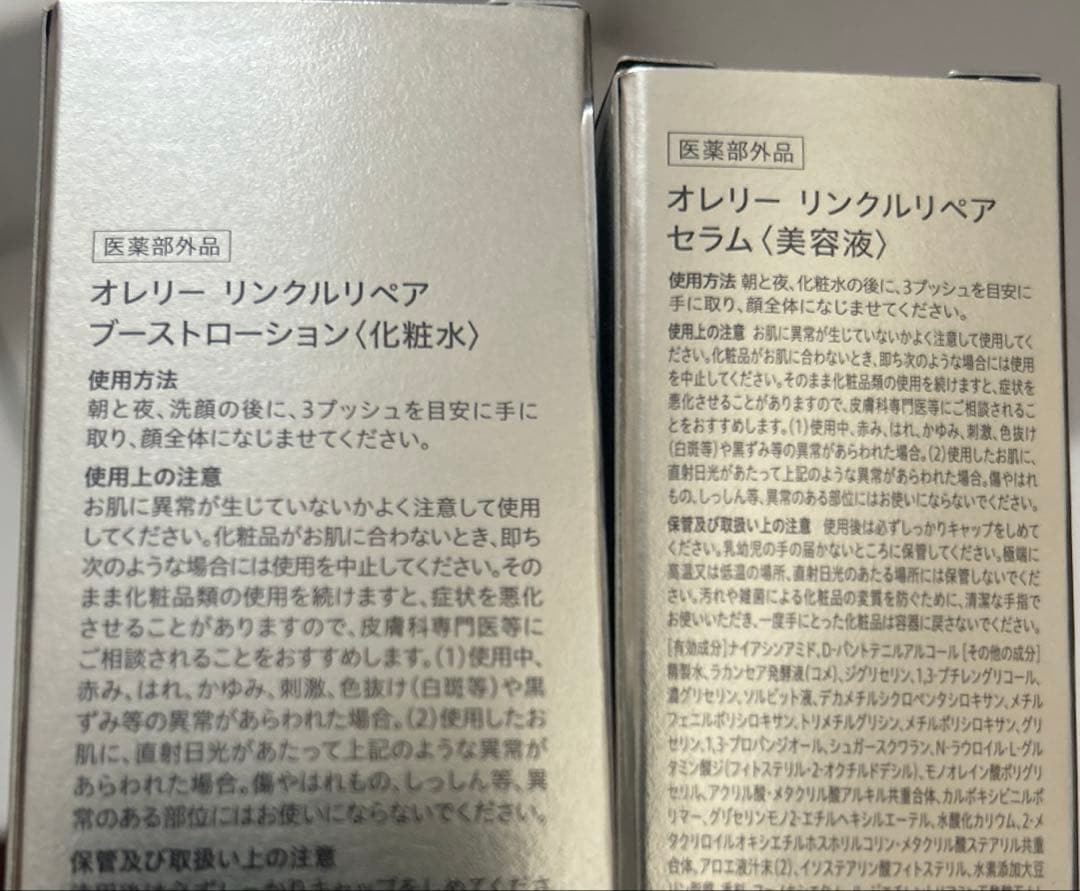 医薬部外品
オレリー リンクルリペア
ブーストローション〈化粧水〉
使用方法
朝と夜、洗顔の後に、3プッシュを目安に手に
取り、顔全体になじませてください。
使用上の注意
お肌に異常が生じていないかよく注意して使用
してください。化粧品がお肌に合わないとき、即ち
次のような場合には使用を中止してください。その
まま化粧品類の使用を続けますと、症状を悪化
させることがありますので、皮膚科専門医等に
ご相談されることをおすすめします。(1)使用中、
赤み、はれ、かゆみ、刺激、色抜け(白斑等)や黒
ずみ等の異常があらわれた場合。(2)使用したお
肌に、直射日光があたって上記のような異常が
あらわれた場合。傷やはれもの、しっしん等、異
常のある部位にはお使いにならないでください。
保管及び取扱い上の注意
医薬部外品
オレリー リンクルリペア
セラム〈美容液〉
使用方法 朝と夜、化粧水の後に、3プッシュを目安に
手に取り、顔全体になじませてください。
使用上の注意 お肌に異常が生じていないかよく注意して使用してく
ださい。化粧品がお肌に合わないとき、即ち次のような場合には使用
を中止してください。そのまま化粧品類の使用を続けますと、症状を
悪化させることがありますので、皮膚科専門医等にご相談されるこ
とをおすすめします。(1)使用中、赤み、はれ、かゆみ、刺激、色抜け
(白斑等)や黒ずみ等の異常があらわれた場合。(2)使用したお肌に、
直射日光があたって上記のような異常があらわれた場合。傷やはれ
もの、しっしん等、異常のある部位にはお使いにならないでください。
保管及び取扱い上の注意 使用後は必ずしっかりキャップをしめて
ください。乳幼児の手の届かないところに保管してください。極端に
高温又は低温の場所、直射日光のあたる場所には保管しないでくだ
さい。汚れや雑菌による化粧品の変質を防ぐために、清潔な手指で
お使いいただき、一度手にとった化粧品は容器に戻さないでください。
[有効成分]ナイアシンアミド、D-パントテニルアルコール[その他の成分]
精製水、ラカンセア発酵液(コメ)、ジグリセリン、1,3-ブチレングリコール、
濃グリセリン、ソルビット液、デカメチルシクロペンタシロキサン、メチル
フェニルポリシロキサン、トリメチルグリシン、メチルポリシロキサン、グリ
セリン、1,3-プロパンジオール、シュガースクワラン、N-ラウロイル-L-グル
タミン酸ジ(フィトステリル・2-オクチルドデシル)、モノオレイン酸ポリグリ
セリル、アクリル酸・メタクリル酸アルキル共重合体、カルボキシビニルポ
リマー、グリセリンモノ2-エチルヘキシルエーテル、水酸化カリウム、2-メ
タクリロイルオキシエチルホスホリルコリン・メタクリル酸ステアリル共重
合体、アロエ液汁末(2)、イソステアリン酸フィトステリル、水素添加大豆